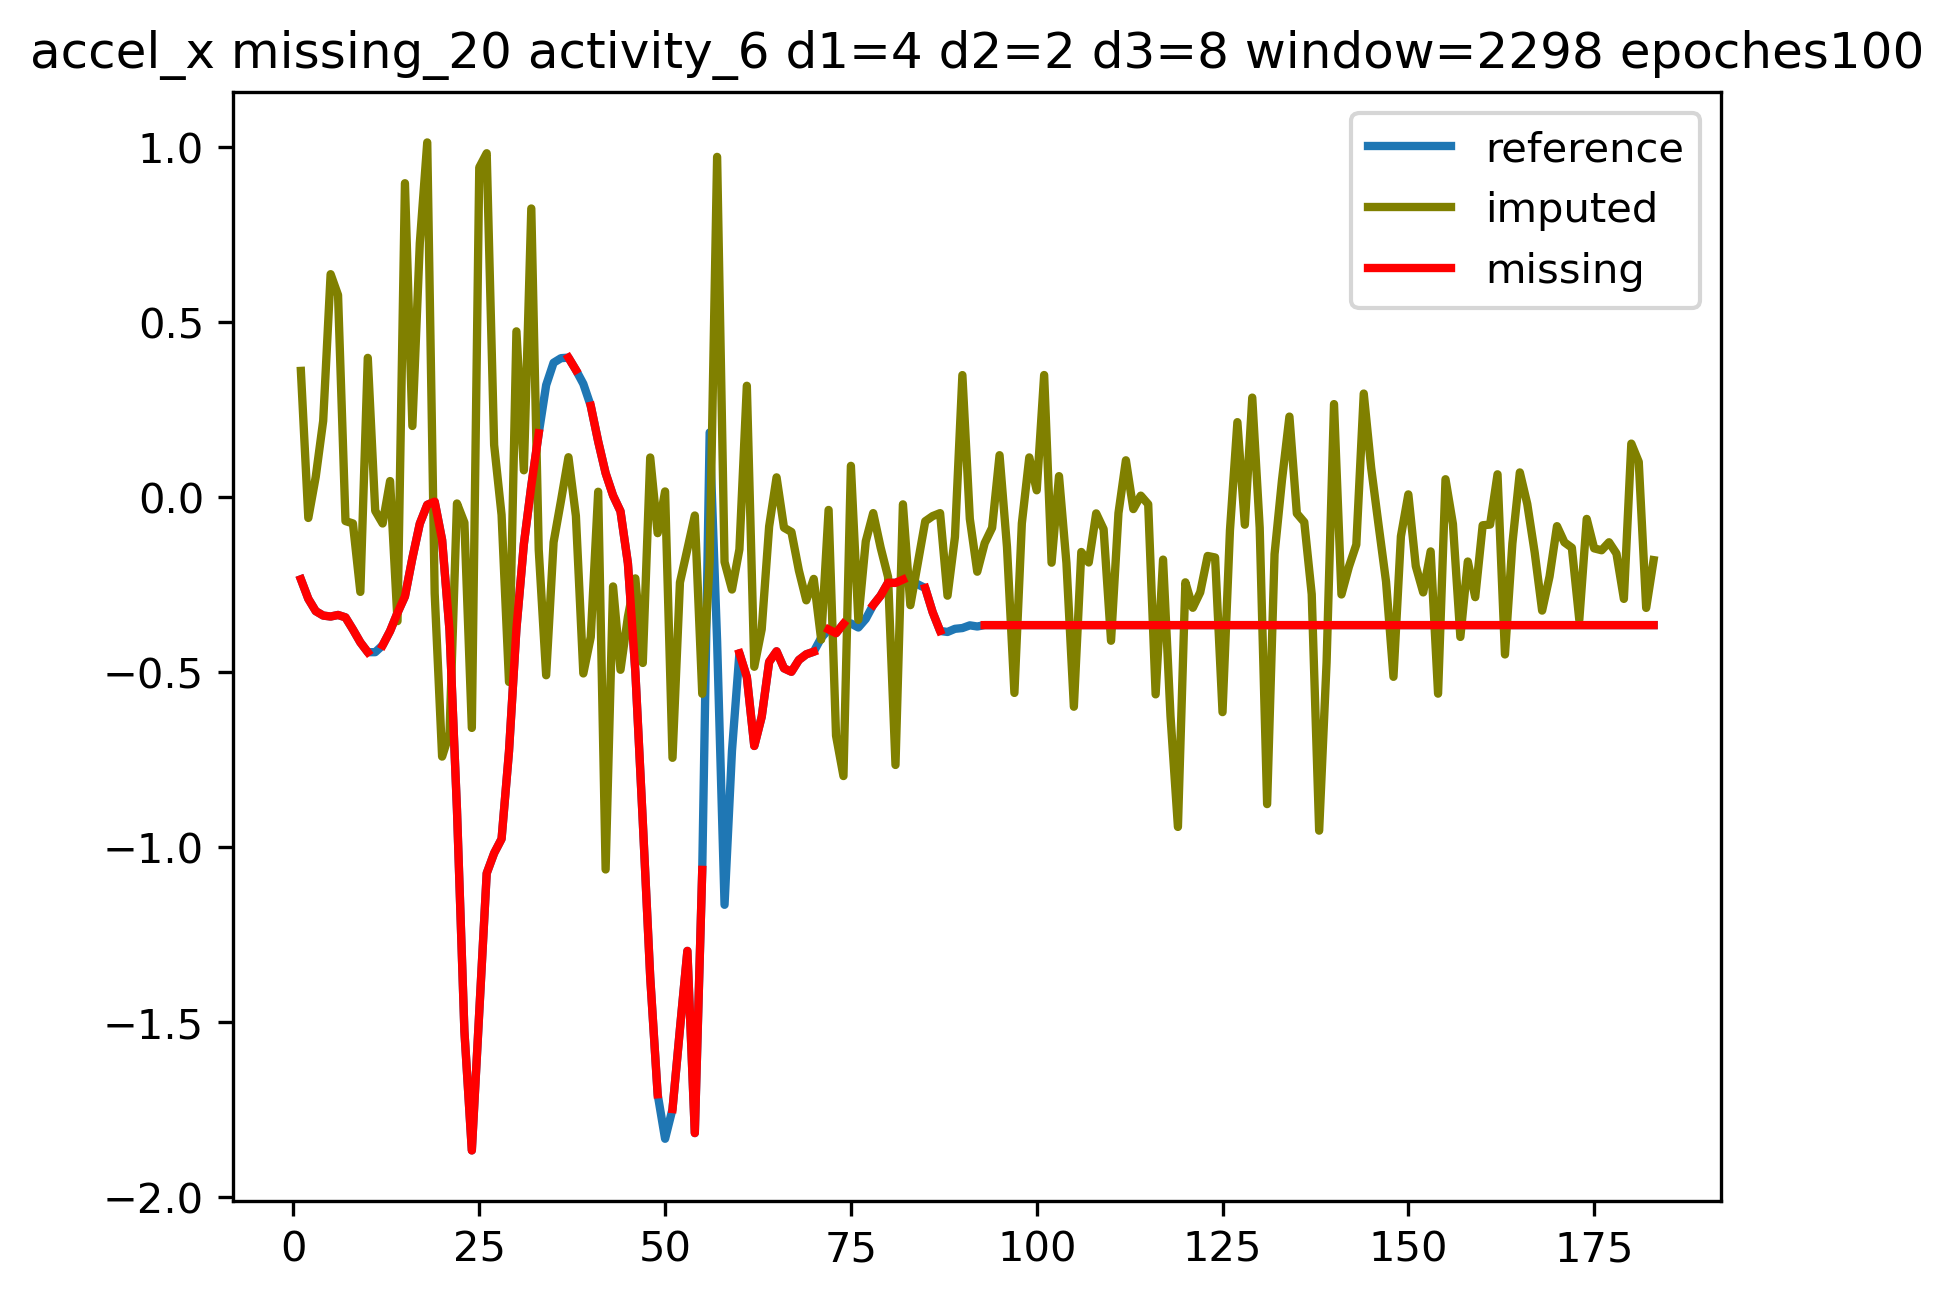 accel_x missing_20 activity_6 d1=4 d2=2 d3=8 window=2298 epoches100
reference
imputed
missing
1.0
0.5
0.0
−0.5
−1.0
−1.5
−2.0
0 25 50 75 100 125 150 175